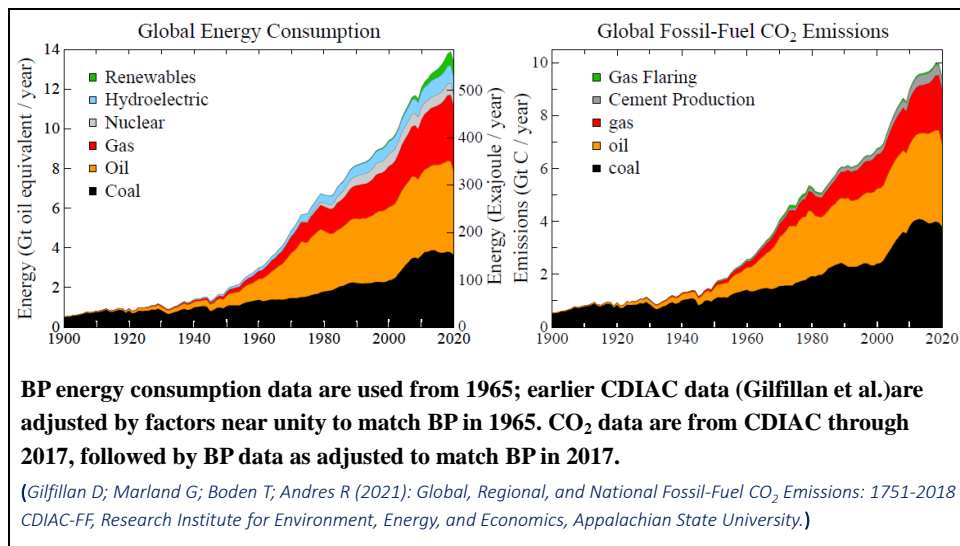 Global Energy Consumption
14
12
10
8
6
4
2
0
Energy (Gt oil equivalent / year)
Renewables
Hydroelectric
Nuclear
Gas
Oil
Coal
500
400
300
200
100
0
Energy (Exajoule / year)
1900
1920
1940
1960
1980
2000
2020
Global Fossil-Fuel CO2 Emissions
10
8
6
4
2
0
Emissions (Gt C / year)
Gas Flaring
Cement Production
gas
oil
coal
1900
1920
1940
1960
1980
2000
2020
BP energy consumption data are used from 1965; earlier CDIAC data (Gilfillan et al.)are
adjusted by factors near unity to match BP in 1965. CO2 data are from CDIAC through
2017, followed by BP data as adjusted to match BP in 2017.
(Gilfillan D; Marland G; Boden T; Andres R (2021): Global, Regional, and National Fossil-Fuel CO2 Emissions: 1751-2018
CDIAC-FF, Research Institute for Environment, Energy, and Economics, Appalachian State University.)